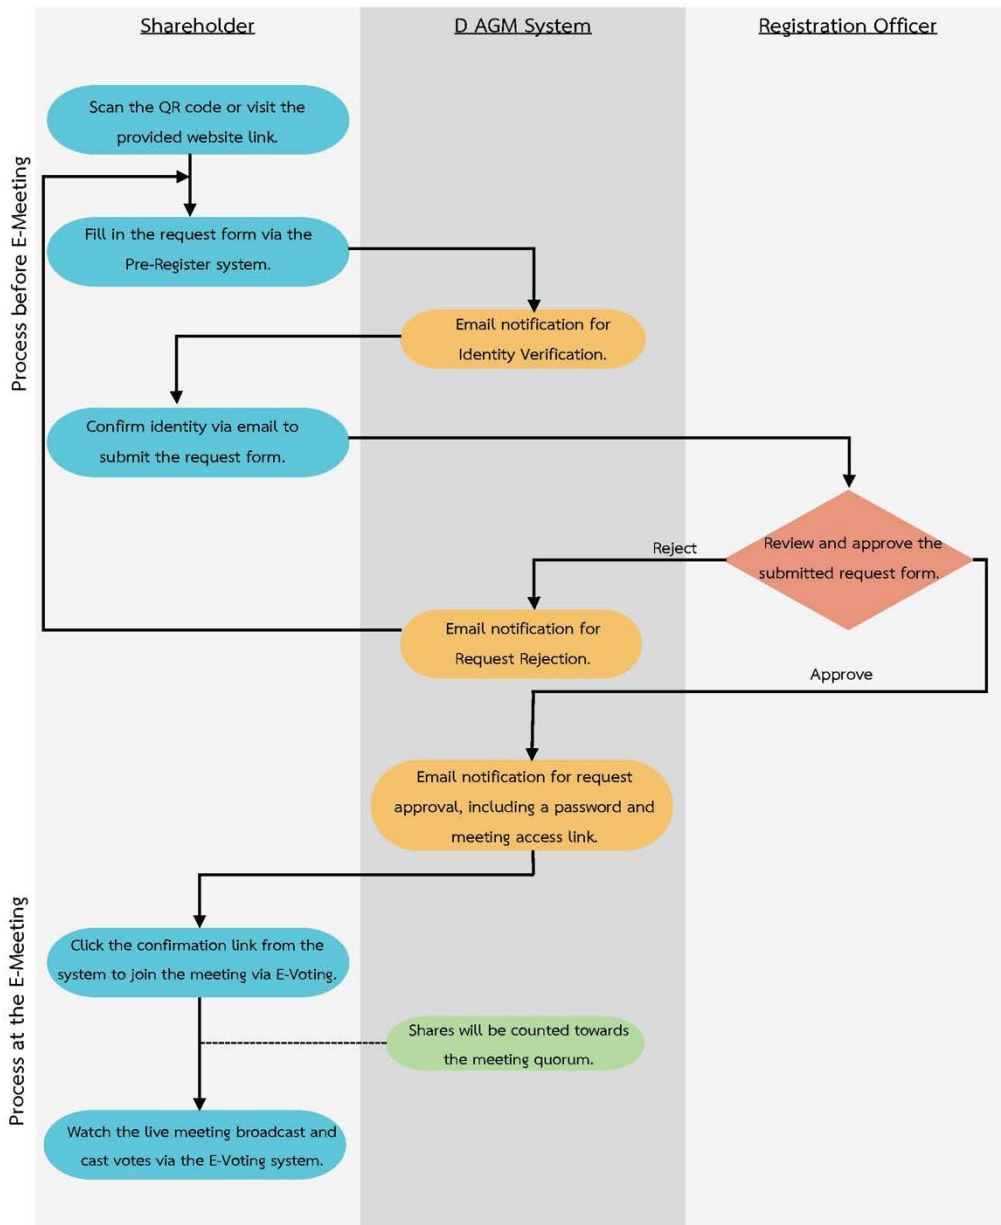 Shareholder
D AGM System
Registration Officer
Process before E-Meeting
Scan the QR code or visit the
provided website link.
Fill in the request form via the
Pre-Register system.
Email notification for
Identity Verification.
Confirm identity via email to
submit the request form.
Review and approve the
submitted request form.
Reject
Email notification for
Request Rejection.
Approve
Email notification for request
approval, including a password and
meeting access link.
Process at the E-Meeting
Click the confirmation link from the
system to join the meeting via E-Voting.
Shares will be counted towards
the meeting quorum.
Watch the live meeting broadcast and
cast votes via the E-Voting system.